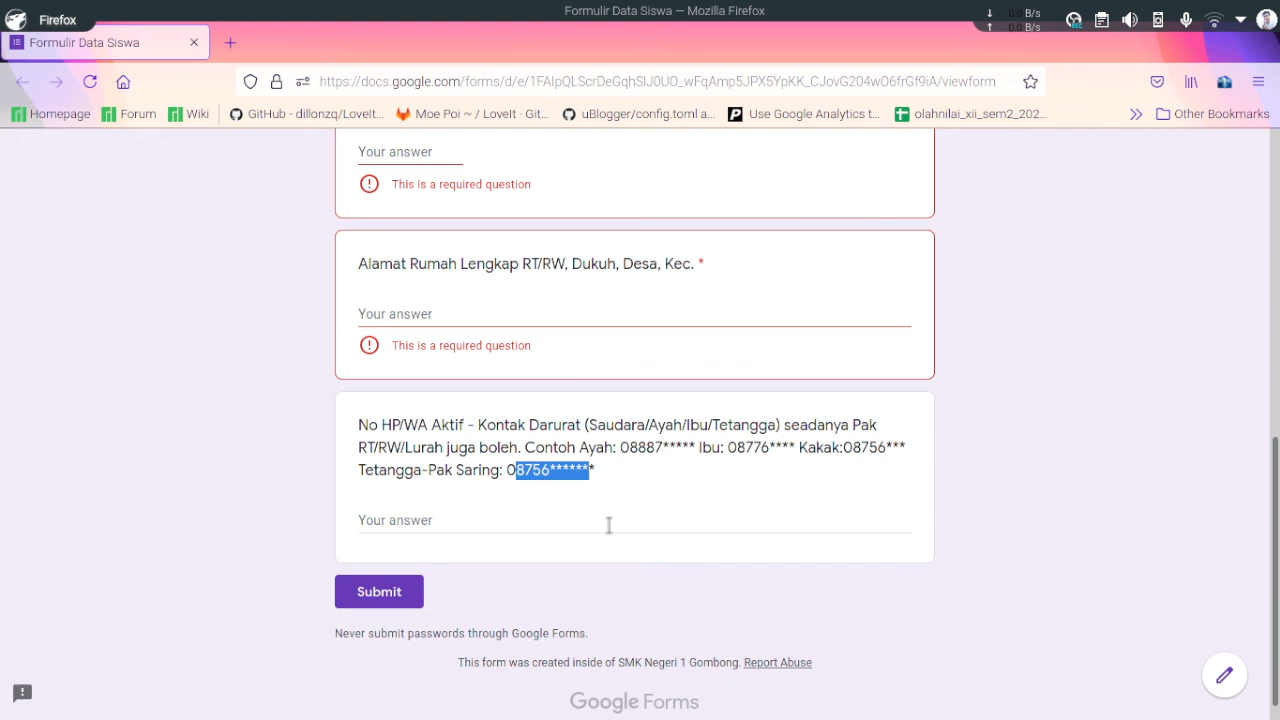 Firefox
Formulir Data Siswa — Mozilla Firefox
0.0 B/s
0.0 B/s
Formulir Data Siswa
https://docs.google.com/forms/d/e/1FAIpQLScrDeGqhSIJ0UO_wFqAmp5JPX5YpKK_CJovG204wO6frGf9iA/viewform
Homepage
Forum
Wiki
GitHub - dillonzq/LoveIt...
Moe Poi ~ / LoveIt · Git...
uBlogger/config.toml a...
Use Google Analytics t...
olahnilai_xii_sem2_202...
Other Bookmarks
Your answer
This is a required question
Alamat Rumah Lengkap RT/RW, Dukuh, Desa, Kec. *
Your answer
This is a required question
No HP/WA Aktif - Kontak Darurat (Saudara/Ayah/Ibu/Tetangga) seadanya Pak
RT/RW/Lurah juga boleh. Contoh Ayah: 08887***** Ibu: 08776**** Kakak:08756***
Tetangga-Pak Saring: 08756*******
Your answer
Submit
Never submit passwords through Google Forms.
This form was created inside of SMK Negeri 1 Gombong. Report Abuse
Google Forms